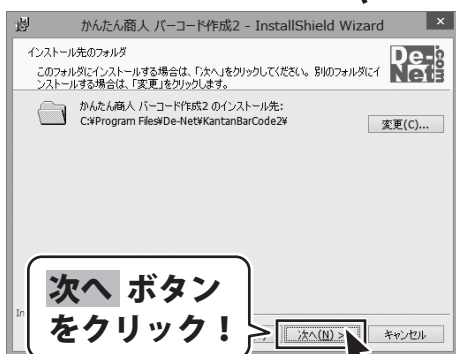 かんたん商人 バーコード作成2 - InstallShield Wizard
×
インストール先のフォルダ
このフォルダにインストールする場合は、「次へ」をクリックしてください。別のフォルダにイ
ンストールする場合は、「変更」をクリックします。
De-
Net
かんたん商人 バーコード作成2 のインストール先:
C:¥Program Files¥De-Net¥KantanBarCode2¥
変更(C)...
次へ ボタン
をクリック！
次へ(N) >
キャンセル